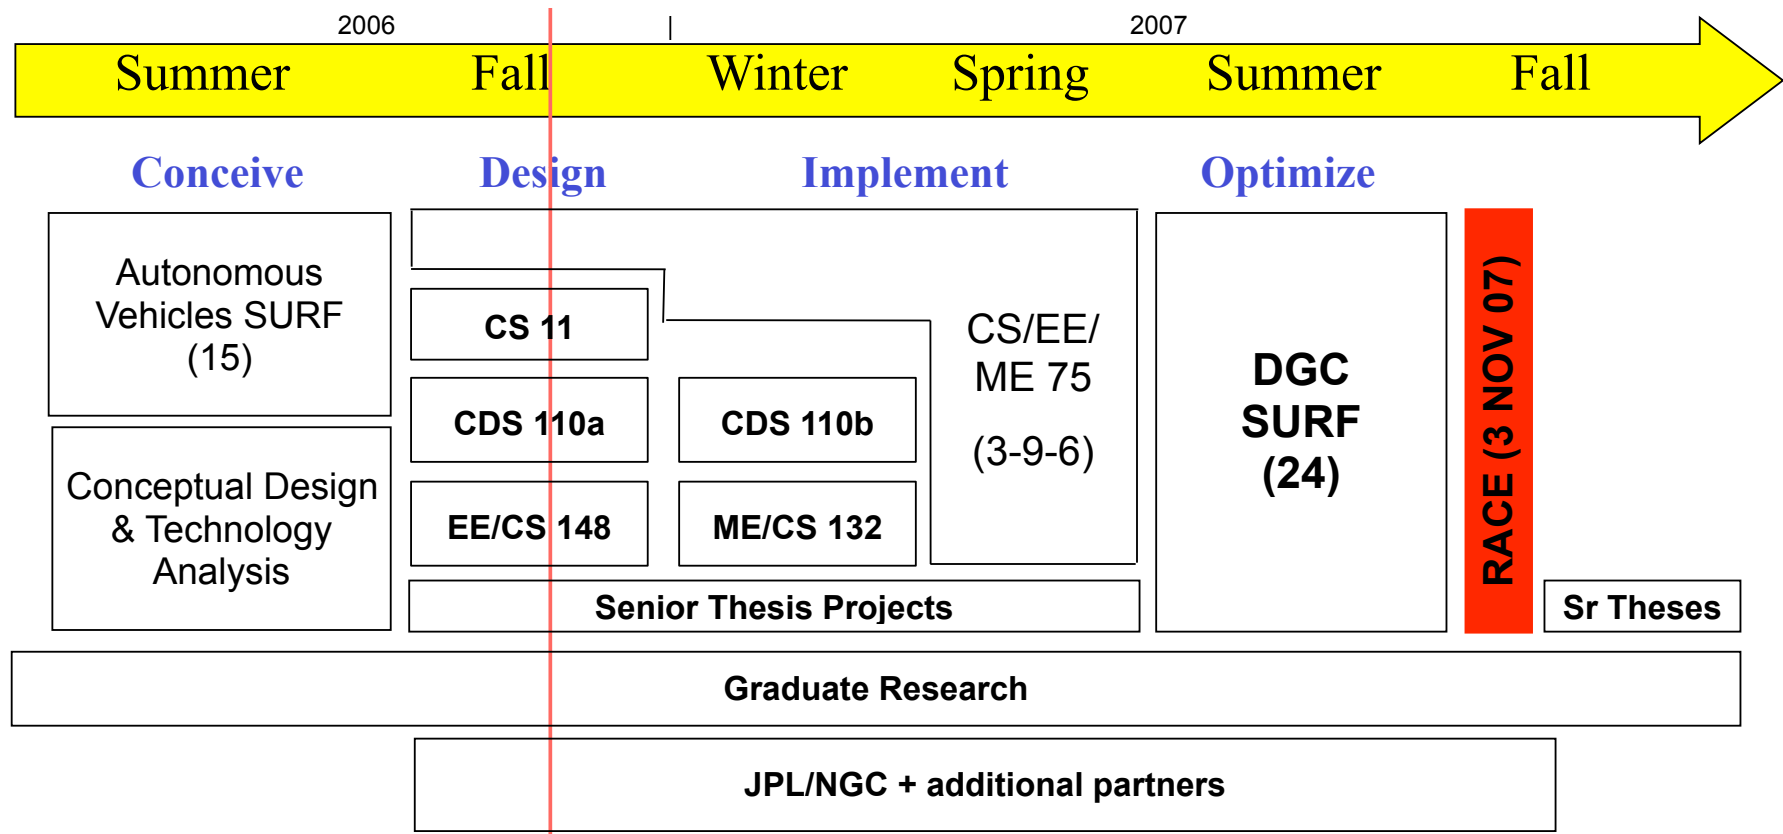 2006 | 2007
Summer Fall Winter Spring Summer Fall
Conceive Design Implement Optimize
Autonomous
Vehicles SURF
(15)
Conceptual Design
& Technology
Analysis
CS 11
CDS 110a
EE/CS 148
CDS 110b
ME/CS 132
CS/EE/
ME 75
(3-9-6)
DGC
SURF
(24)
RACE (3 NOV 07)
Senior Thesis Projects
Sr Theses
Graduate Research
JPL/NGC + additional partners